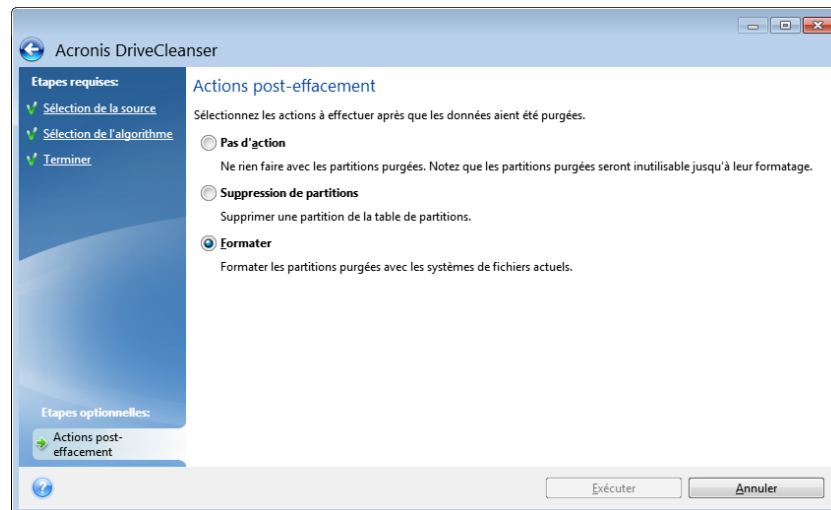 Acronis DriveCleanser
Etapes requises:
Sélection de la source
Sélection de l'algorithme
Terminer
Actions post-effacement
Sélectionnez les actions à effectuer après que les données aient été purgées.
Pas d'action
Ne rien faire avec les partitions purgées. Notez que les partitions purgées seront inutilisable jusqu'à leur formatage.
Suppression de partitions
Supprimer une partition de la table de partitions.
Formater
Formater les partitions purgées avec les systèmes de fichiers actuels.
Etapes optionnelles:
Actions post-
effacement
Exécuter
Annuler